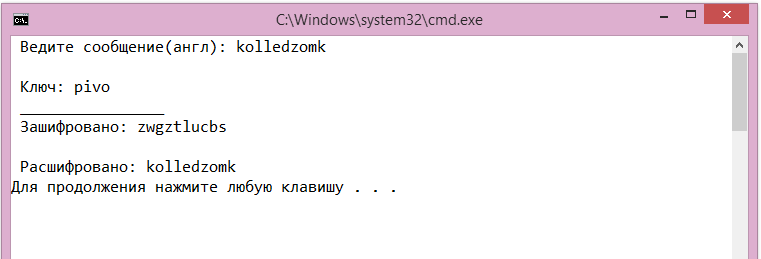 C:\Windows\system32\cmd.exe
Ведите сообщение(англ): kolledzomk
Ключ: pivo
Зашифровано: zwgztlucbs
Расшифровано: kolledzomk
Для продолжения нажмите любую клавишу . . .